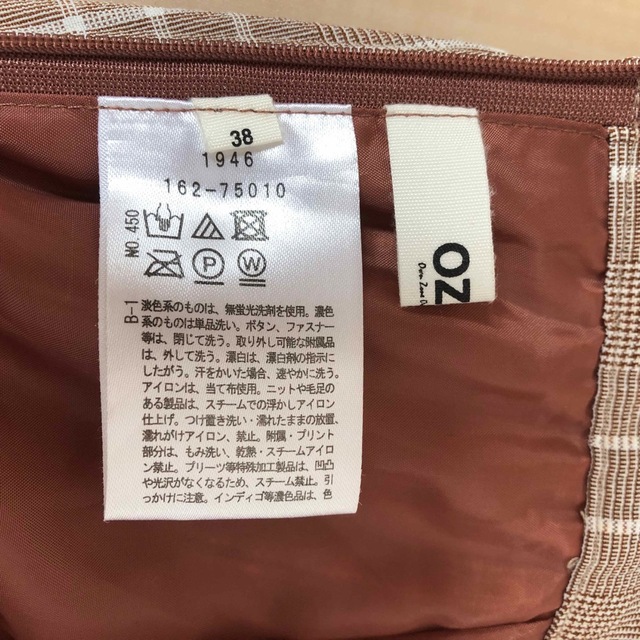 38
1946
162-75010
NO.450
P W
B-1
淡色系のものは、無蛍光洗剤を使用。濃色
系のものは単品洗い。ボタン、ファスナー
等は、閉じて洗う。取り外し可能な附属品
は、外して洗う。漂白は、漂白剤の指示に
したがう。汗をかいた場合、速やかに洗う。
アイロンは、当て布使用。ニットや毛足の
ある製品は、スチームでの浮かしアイロン
仕上げ。つけ置き洗い・濡れたままの放置、
濡れがけアイロン、禁止。附属・プリント
部分は、もみ洗い、乾熱・スチームアイロ
ン禁止。プリーツ等特殊加工製品は、凹凸
や光沢がなくなるため、スチーム禁止。引
っかけに注意。インディゴ等濃色品は、色
OZ
Own Zone